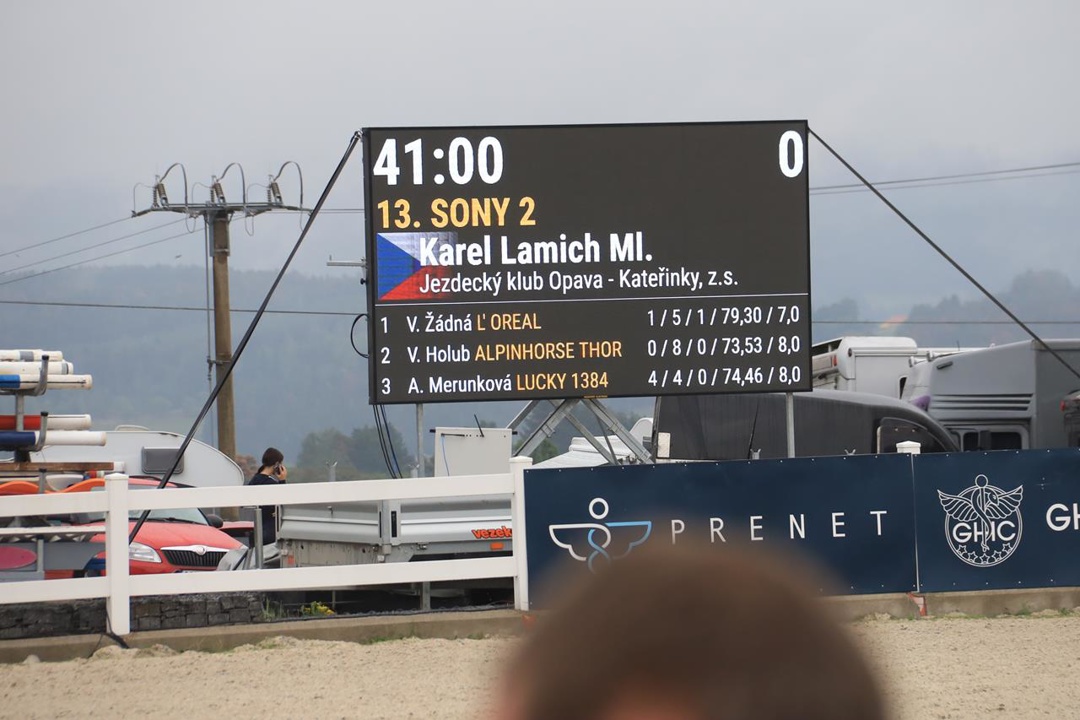 41:00 0
13. SONY 2
Karel Lamich Ml.
Jezdecký klub Opava - Kateřinky, z.s.
1 V. Žádná Ľ OREAL 1 / 5 / 1 / 79,30 / 7,0
2 V. Holub ALPINHORSE THOR 0 / 8 / 0 / 73,53 / 8,0
3 A. Merunková LUCKY 1384 4 / 4 / 0 / 74,46 / 8,0
vezek
PRENET
GHIC
GH